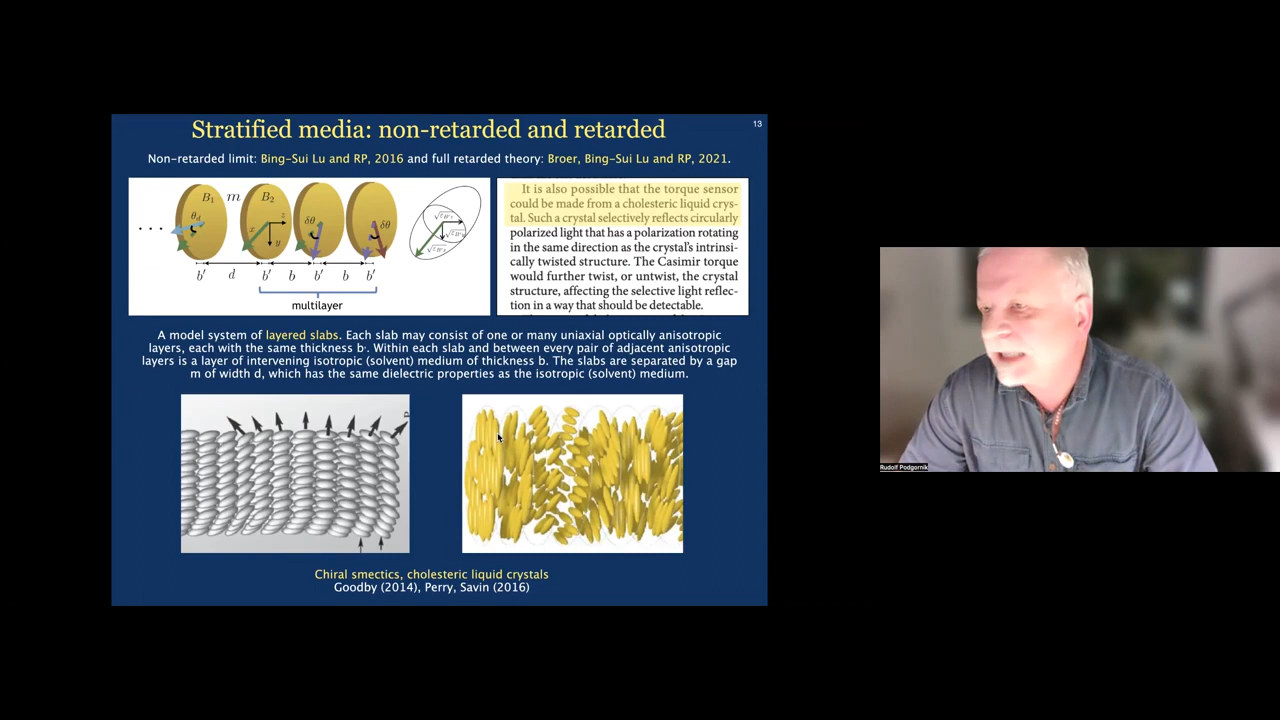 Stratified media: non-retarded and retarded
13
Non-retarded limit: Bing-Sui Lu and RP, 2016 and full retarded theory: Broer, Bing-Sui Lu and RP, 2021.
B₁ m B₂
θ_d z δθ δθ
x y
b′ d b′ b b′ b b′
multilayer
It is also possible that the torque sensor
could be made from a cholesteric liquid crys-
tal. Such a crystal selectively reflects circularly
polarized light that has a polarization rotating
in the same direction as the crystal's intrinsi-
cally twisted structure. The Casimir torque
would further twist, or untwist, the crystal
structure, affecting the selective light reflec-
tion in a way that should be detectable.
A model system of layered slabs. Each slab may consist of one or many uniaxial optically anisotropic
layers, each with the same thickness b'. Within each slab and between every pair of adjacent anisotropic
layers is a layer of intervening isotropic (solvent) medium of thickness b. The slabs are separated by a gap
m of width d, which has the same dielectric properties as the isotropic (solvent) medium.
Chiral smectics, cholesteric liquid crystals
Goodby (2014), Perry, Savin (2016)
Rudolf Podgornik